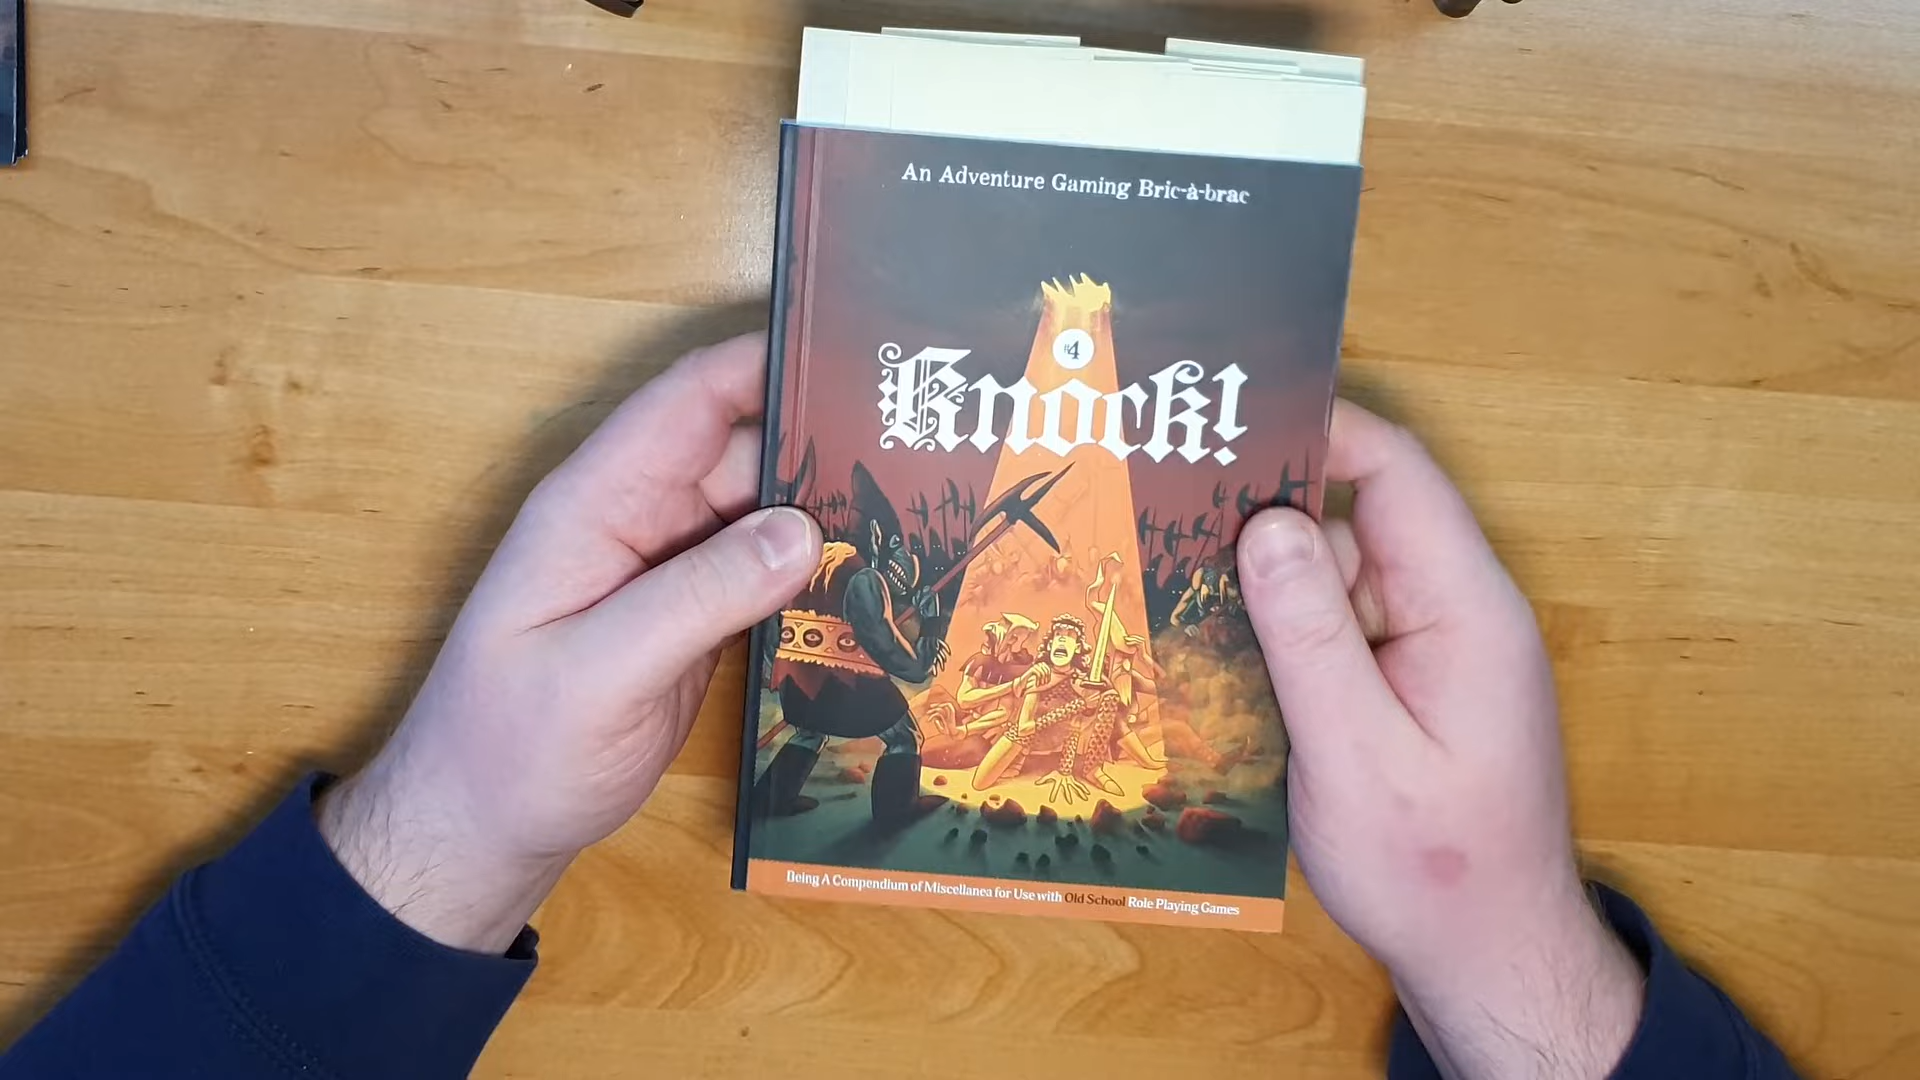 An Adventure Gaming Bric-à-brac
#4
Knock!
Being A Compendium of Miscellanea for Use with Old School Role Playing Games